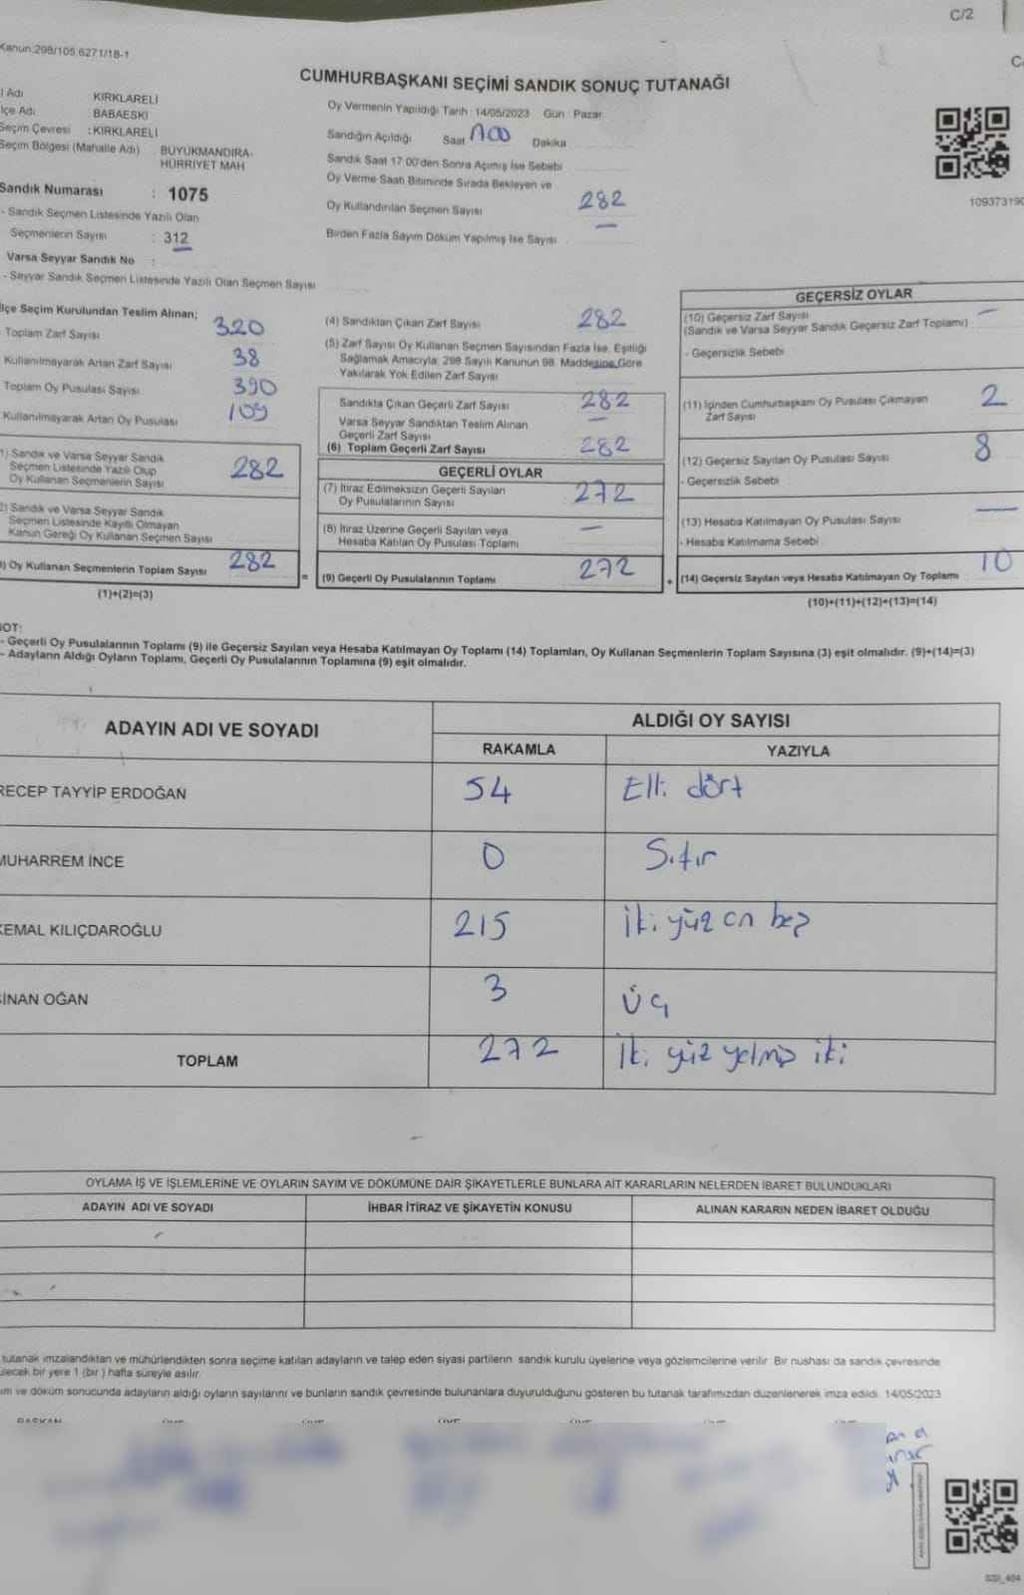 C/2
Kanun:298/105,6271/18-1
CUMHURBAŞKANI SEÇİMİ SANDIK SONUÇ TUTANAĞI
l Adı KIRKLARELİ
lçe Adı BABAESKİ
Seçim Çevresi :KIRKLARELİ
Seçim Bölgesi (Mahalle Adı) BÜYÜKMANDIRA-
HÜRRİYET MAH
Sandık Numarası : 1075
- Sandık Seçmen Listesinde Yazılı Olan
Seçmenlerin Sayısı : 312
Varsa Seyyar Sandık No :
- Seyyar Sandık Seçmen Listesinde Yazılı Olan Seçmen Sayısı
Oy Vermenin Yapıldığı Tarih : 14/05/2023 Gün : Pazar
Sandığın Açıldığı Saat Dakika
Sandık Saat 17:00'den Sonra Açılmış İse Sebebi
Oy Verme Saati Bitiminde Sırada Bekleyen ve
Oy Kullandırılan Seçmen Sayısı 282
Birden Fazla Sayım Döküm Yapılmış İse Sayısı —
109373190
lçe Seçim Kurulundan Teslim Alınan;
Toplam Zarf Sayısı 320
Kullanılmayarak Artan Zarf Sayısı 38
Toplam Oy Pusulası Sayısı 390
Kullanılmayarak Artan Oy Pusulası 109
1) Sandık ve Varsa Seyyar Sandık
Seçmen Listesinde Yazılı Olup
Oy Kullanan Seçmenlerin Sayısı 282
2) Sandık ve Varsa Seyyar Sandık
Seçmen Listesinde Kayıtlı Olmayan
Kanun Gereği Oy Kullanan Seçmen Sayısı
) Oy Kullanan Seçmenlerin Toplam Sayısı 282
(1)+(2)=(3)
(4) Sandıktan Çıkan Zarf Sayısı 282
(5) Zarf Sayısı Oy Kullanan Seçmen Sayısından Fazla İse, Eşitliği
Sağlamak Amacıyla, 298 Sayılı Kanunun 98. Maddesine Göre
Yakılarak Yok Edilen Zarf Sayısı
Sandıkta Çıkan Geçerli Zarf Sayısı 282
Varsa Seyyar Sandıktan Teslim Alınan
Geçerli Zarf Sayısı —
(6) Toplam Geçerli Zarf Sayısı 282
GEÇERLİ OYLAR
(7) İtiraz Edilmeksizin Geçerli Sayılan
Oy Pusulalarının Sayısı 272
(8) İtiraz Üzerine Geçerli Sayılan veya
Hesaba Katılan Oy Pusulası Toplamı —
= (9) Geçerli Oy Pusulalarının Toplamı 272
GEÇERSİZ OYLAR
(10) Geçersiz Zarf Sayısı —
(Sandık ve Varsa Seyyar Sandık Geçersiz Zarf Toplamı)
- Geçersizlik Sebebi
(11) İçinden Cumhurbaşkanı Oy Pusulası Çıkmayan
Zarf Sayısı 2
(12) Geçersiz Sayılan Oy Pusulası Sayısı 8
- Geçersizlik Sebebi
(13) Hesaba Katılmayan Oy Pusulası Sayısı —
- Hesaba Katılmama Sebebi
+ (14) Geçersiz Sayılan veya Hesaba Katılmayan Oy Toplamı 10
(10)+(11)+(12)+(13)=(14)
NOT:
- Geçerli Oy Pusulalarının Toplamı (9) ile Geçersiz Sayılan veya Hesaba Katılmayan Oy Toplamı (14) Toplamları, Oy Kullanan Seçmenlerin Toplam Sayısına (3) eşit olmalıdır. (9)+(14)=(3)
- Adayların Aldığı Oyların Toplamı, Geçerli Oy Pusulalarının Toplamına (9) eşit olmalıdır.
ADAYIN ADI VE SOYADI ALDIĞI OY SAYISI
RAKAMLA YAZIYLA
RECEP TAYYİP ERDOĞAN 54 Elli dört
MUHARREM İNCE 0 Sıfır
KEMAL KILIÇDAROĞLU 215 İki yüz on beş
SİNAN OĞAN 3 Üç
TOPLAM 272 İki yüz yetmiş iki
OYLAMA İŞ VE İŞLEMLERİNE VE OYLARIN SAYIM VE DÖKÜMÜNE DAİR ŞİKAYETLERLE BUNLARA AİT KARARLARIN NELERDEN İBARET BULUNDUKLARI
ADAYIN ADI VE SOYADI İHBAR İTİRAZ VE ŞİKAYETİN KONUSU ALINAN KARARIN NEDEN İBARET OLDUĞU
tutanak imzalandıktan ve mühürlendikten sonra seçime katılan adayların ve talep eden siyasi partilerin sandık kurulu üyelerine veya gözlemcilerine verilir. Bir nushası da sandık çevresinde
bir yere 1 (bir) hafta süreyle asılır.
ım ve döküm sonucunda adayların aldığı oyların sayılarını ve bunların sandık çevresinde bulunanlara duyurulduğunu gösteren bu tutanak tarafımızdan düzenlenerek imza edildi. 14/05/2023
BAŞKAN